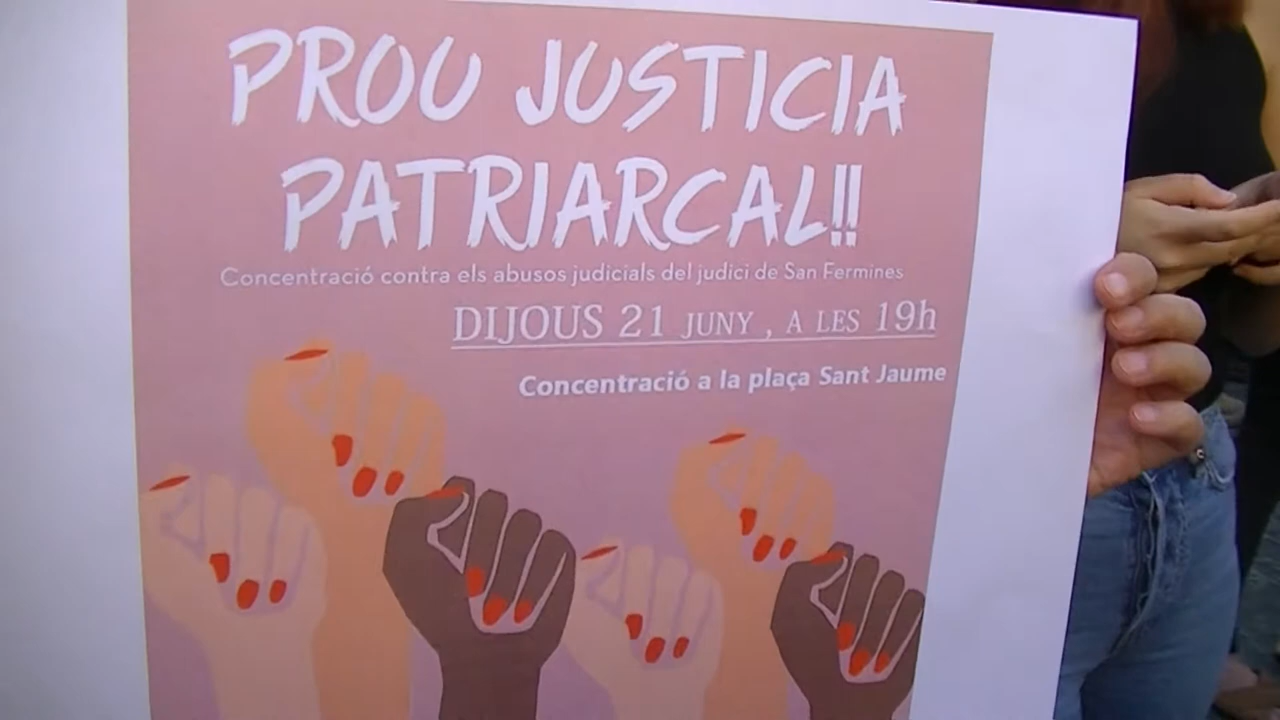 PROU JUSTICIA
PATRIARCAL!!
Concentració contra els abusos judicials del judici de San Fermines
DIJOUS 21 JUNY , A LES 19h
Concentració a la plaça Sant Jaume